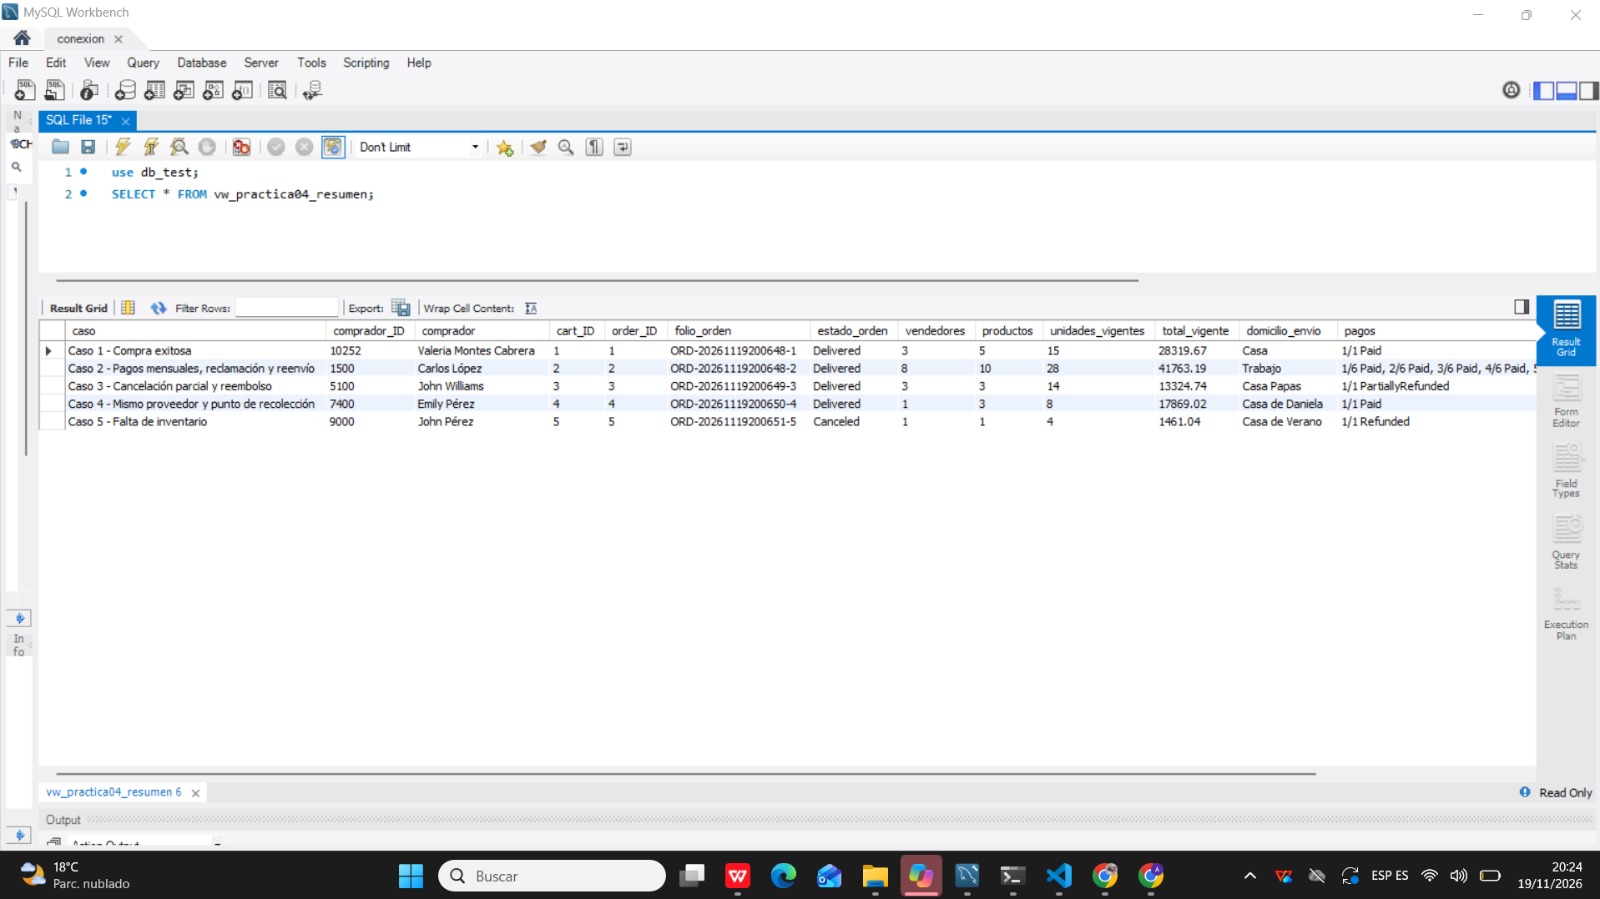 MySQL Workbench
conexion
File Edit View Query Database Server Tools Scripting Help
N
a
SQL File 15*
Don't Limit
1 use db_test;
2 SELECT * FROM vw_practica04_resumen;
Result Grid Filter Rows: Export: Wrap Cell Content:
caso comprador_ID comprador cart_ID order_ID folio_orden estado_orden vendedores productos unidades_vigentes total_vigente domicilio_envio pagos
Caso 1 - Compra exitosa 10252 Valeria Montes Cabrera 1 1 ORD-20261119200648-1 Delivered 3 5 15 28319.67 Casa 1/1 Paid
Caso 2 - Pagos mensuales, reclamación y reenvío 1500 Carlos López 2 2 ORD-20261119200648-2 Delivered 8 10 28 41763.19 Trabajo 1/6 Paid, 2/6 Paid, 3/6 Paid, 4/6 Paid,
Caso 3 - Cancelación parcial y reembolso 5100 John Williams 3 3 ORD-20261119200649-3 Delivered 3 3 14 13324.74 Casa Papas 1/1 PartiallyRefunded
Caso 4 - Mismo proveedor y punto de recolección 7400 Emily Pérez 4 4 ORD-20261119200650-4 Delivered 1 3 8 17869.02 Casa de Daniela 1/1 Paid
Caso 5 - Falta de inventario 9000 John Pérez 5 5 ORD-20261119200651-5 Canceled 1 1 4 1461.04 Casa de Verano 1/1 Refunded
Result
Grid
Form
Editor
Field
Types
Query
Stats
Execution
Plan
In
fo
vw_practica04_resumen 6
Read Only
Output
Action Output
18°C
Parc. nublado
Buscar
ESP ES
20:24
19/11/2026